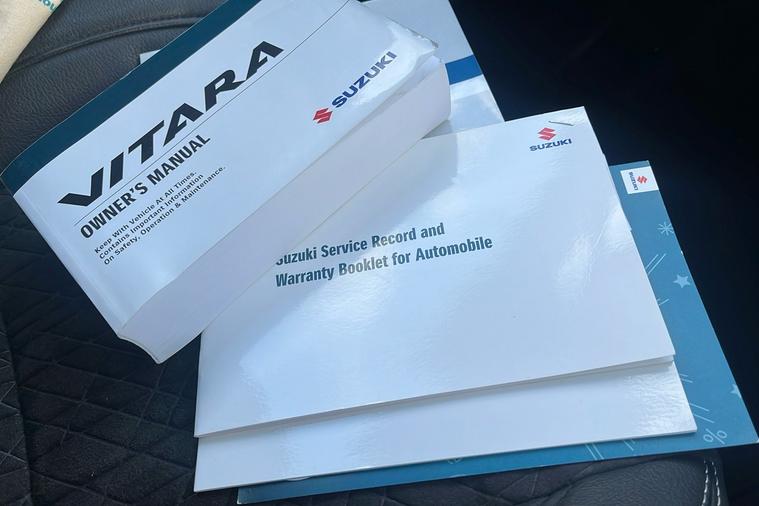 VITARA
OWNER'S MANUAL
Keep With Vehicle At All Times.
Contains Important Information
On Safety, Operation & Maintenance.
SUZUKI
SUZUKI
Suzuki Service Record and
Warranty Booklet for Automobile
SUZUKI
%